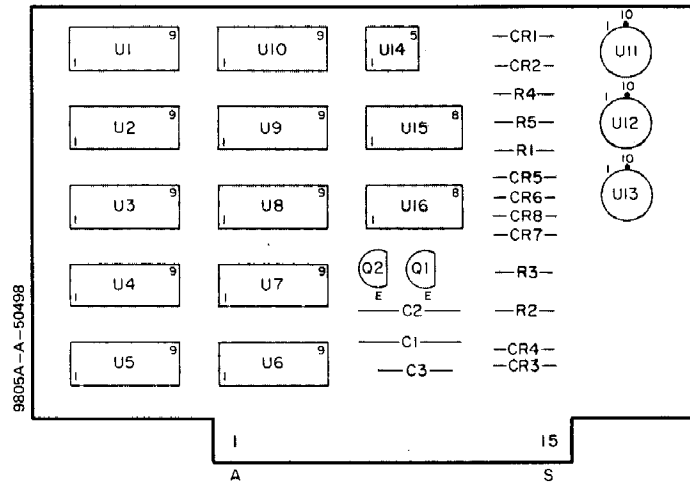 U1 9 1
U10 9 1
U14 5 1
CR1
CR2
R4
R5
R1
CR5
CR6
CR8
CR7
R3
R2
CR4
CR3
1 10 U11
1 10 U12
1 10 U13
U2 9 1
U9 9 1
U15 8 1
U3 9 1
U8 9 1
U16 8 1
U4 9 1
U7 9 1
Q2 E
Q1 E
C2
C1
C3
U5 9 1
U6 9 1
9805A-A-50498
1 15
A S